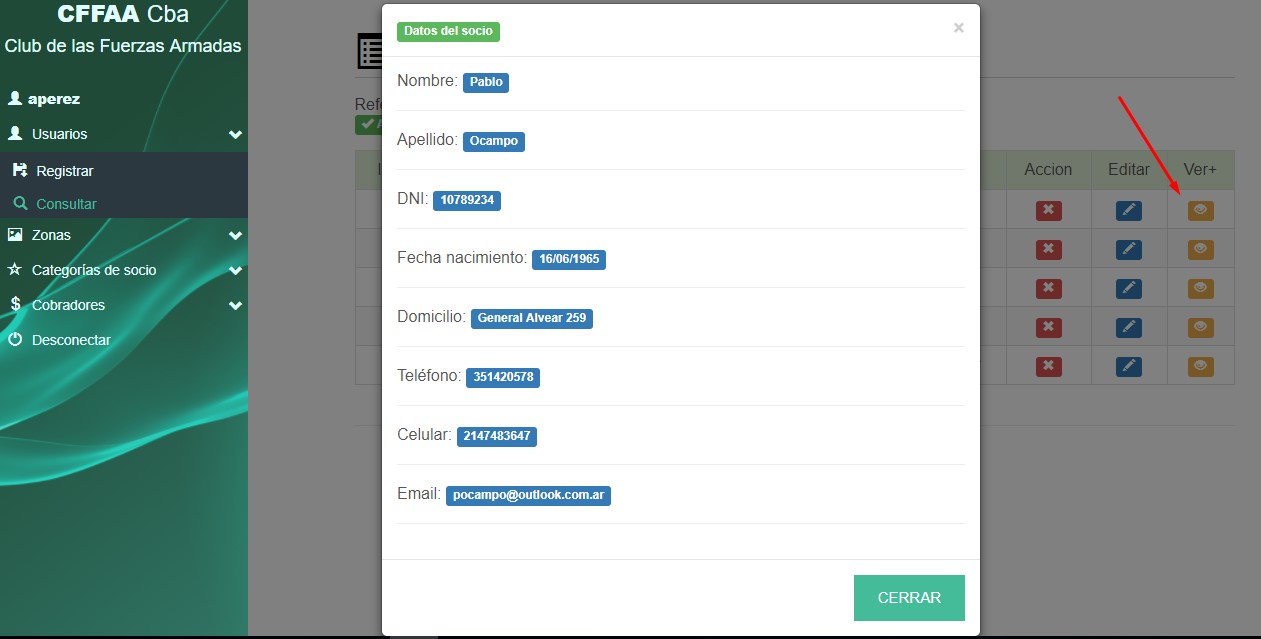 CFFAA Cba
Club de las Fuerzas Armadas
aperez
Usuarios
Registrar
Consultar
Zonas
Categorías de socio
Cobradores
Desconectar
Datos del socio
×
Nombre: Pablo
Apellido: Ocampo
DNI: 10789234
Fecha nacimiento: 16/06/1965
Domicilio: General Alvear 259
Teléfono: 351420578
Celular: 2147483647
Email: pocampo@outlook.com.ar
CERRAR
Accion Editar Ver+